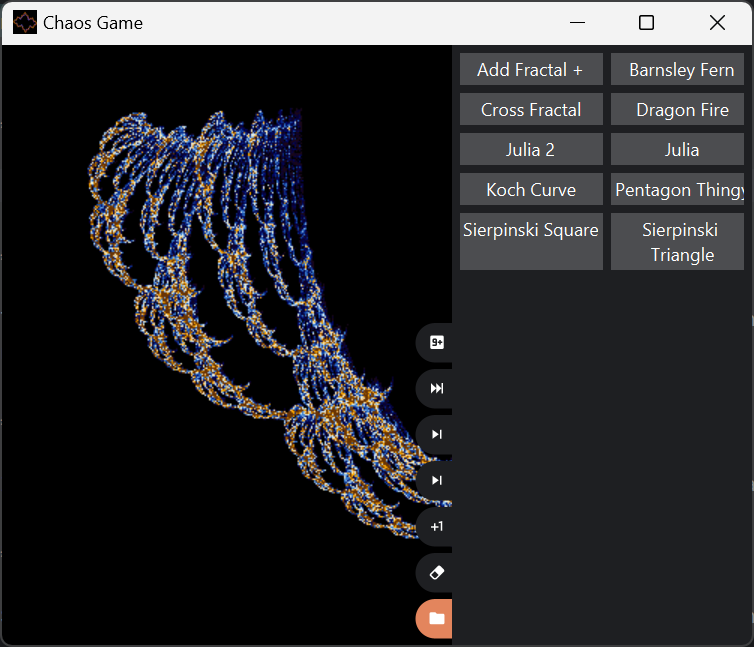 Chaos Game
Add Fractal +
Barnsley Fern
Cross Fractal
Dragon Fire
Julia 2
Julia
Koch Curve
Pentagon Thingy
Sierpinski Square
Sierpinski
Triangle
9+
+1